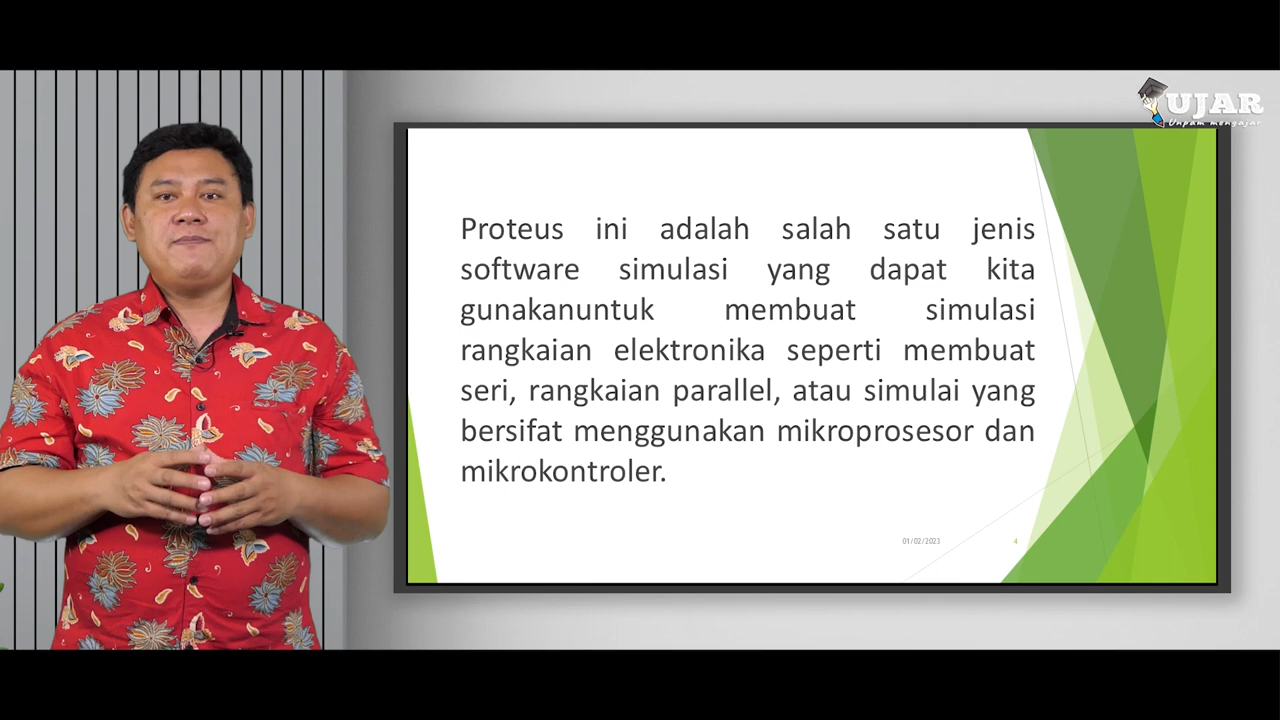 UJAR
Unpam mengajar
Proteus ini adalah salah satu jenis
software simulasi yang dapat kita
gunakanuntuk membuat simulasi
rangkaian elektronika seperti membuat
seri, rangkaian parallel, atau simulai yang
bersifat menggunakan mikroprosesor dan
mikrokontroler.
01/02/2023
4